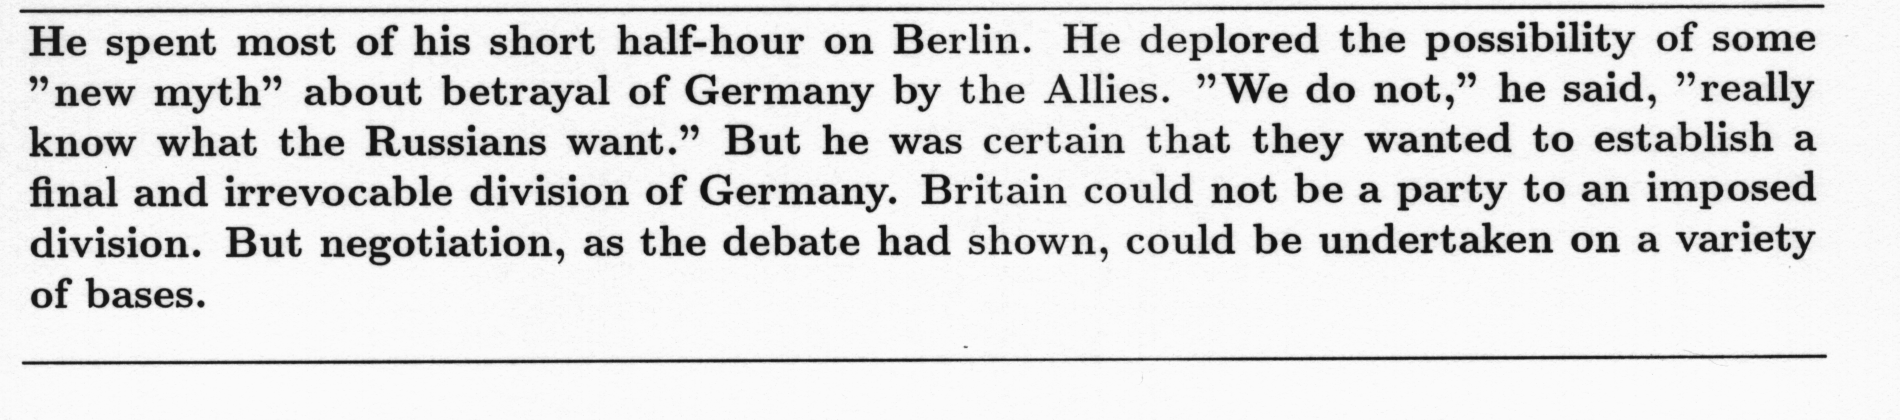 He spent most of his short half-hour on Berlin. He deplored the possibility of some
”new myth” about betrayal of Germany by the Allies. ”We do not,” he said, ”really
know what the Russians want.” But he was certain that they wanted to establish a
final and irrevocable division of Germany. Britain could not be a party to an imposed
division. But negotiation, as the debate had shown, could be undertaken on a variety
of bases.